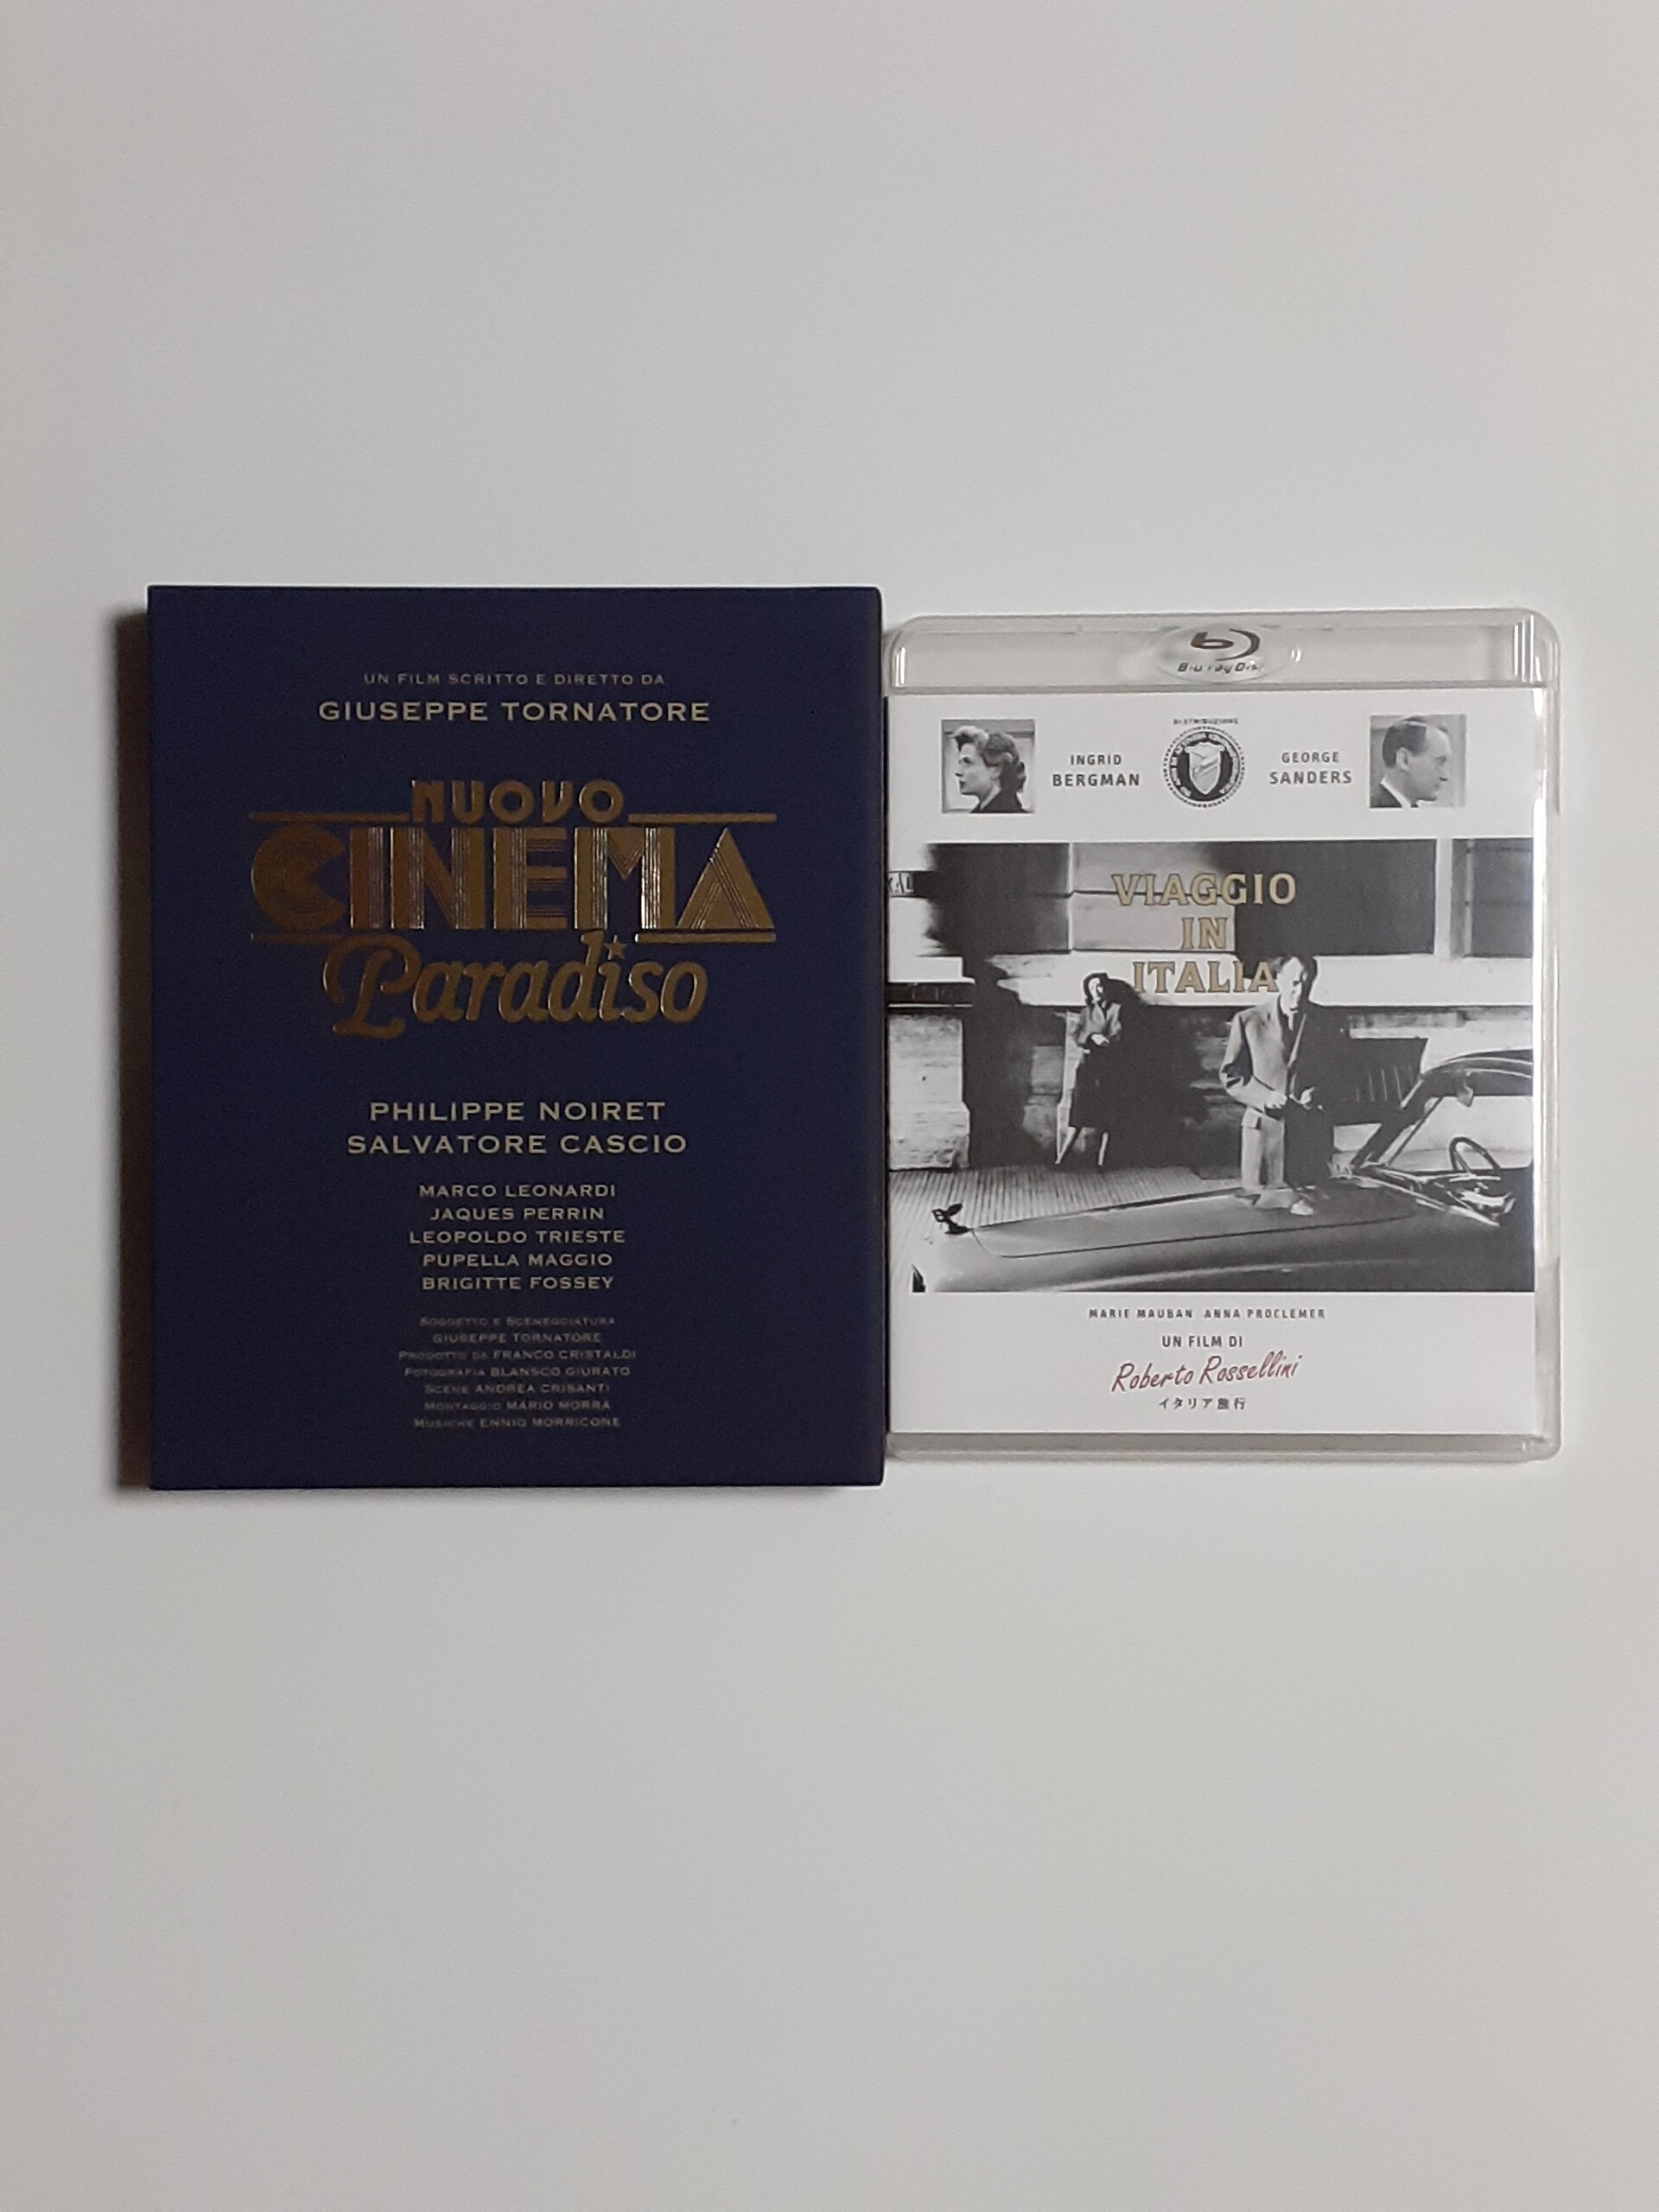 UN FILM SCRITTO E DIRETTO DA
GIUSEPPE TORNATORE
NUOVO
CINEMA
Paradiso
PHILIPPE NOIRET
SALVATORE CASCIO
MARCO LEONARDI
JAQUES PERRIN
LEOPOLDO TRIESTE
PUPELLA MAGGIO
BRIGITTE FOSSEY
SOGGETTO E SCENEGGIATURA
GIUSEPPE TORNATORE
PRODOTTO DA FRANCO CRISTALDI
FOTOGRAFIA BLANSCO GIURATO
SCENE ANDREA CRISANTI
MONTAGGIO MARIO MORRA
MUSICHE ENNIO MORRICONE
Blu-ray Disc
DISTRIBUZIONE
INGRID
BERGMAN
GEORGE
SANDERS
VIAGGIO
IN
ITALIA
MARIE MAUBAN ANNA PROCLEMER
UN FILM DI
Roberto Rossellini
イタリア旅行